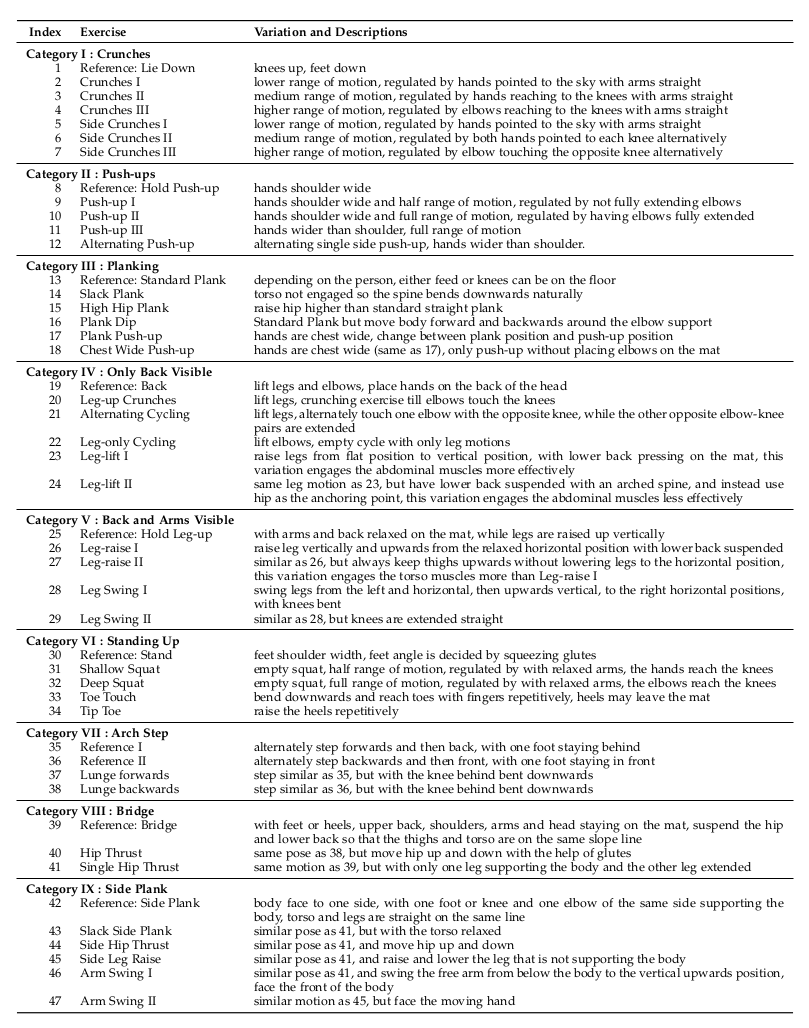 Index Exercise Variation and Descriptions
Category I : Crunches
1 Reference: Lie Down knees up, feet down
2 Crunches I lower range of motion, regulated by hands pointed to the sky with arms straight
3 Crunches II medium range of motion, regulated by hands reaching to the knees with arms straight
4 Crunches III higher range of motion, regulated by elbows reaching to the knees with arms straight
5 Side Crunches I lower range of motion, regulated by hands pointed to the sky with arms straight
6 Side Crunches II medium range of motion, regulated by both hands pointed to each knee alternatively
7 Side Crunches III higher range of motion, regulated by elbow touching the opposite knee alternatively
Category II : Push-ups
8 Reference: Hold Push-up hands shoulder wide
9 Push-up I hands shoulder wide and half range of motion, regulated by not fully extending elbows
10 Push-up II hands shoulder wide and full range of motion, regulated by having elbows fully extended
11 Push-up III hands wider than shoulder, full range of motion
12 Alternating Push-up alternating single side push-up, hands wider than shoulder.
Category III : Planking
13 Reference: Standard Plank depending on the person, either feed or knees can be on the floor
14 Slack Plank torso not engaged so the spine bends downwards naturally
15 High Hip Plank raise hip higher than standard straight plank
16 Plank Dip Standard Plank but move body forward and backwards around the elbow support
17 Plank Push-up hands are chest wide, change between plank position and push-up position
18 Chest Wide Push-up hands are chest wide (same as 17), only push-up without placing elbows on the mat
Category IV : Only Back Visible
19 Reference: Back lift legs and elbows, place hands on the back of the head
20 Leg-up Crunches lift legs, crunching exercise till elbows touch the knees
21 Alternating Cycling lift legs, alternately touch one elbow with the opposite knee, while the other opposite elbow-knee
pairs are extended
22 Leg-only Cycling lift elbows, empty cycle with only leg motions
23 Leg-lift I raise legs from flat position to vertical position, with lower back pressing on the mat, this
variation engages the abdominal muscles more effectively
24 Leg-lift II same leg motion as 23, but have lower back suspended with an arched spine, and instead use
hip as the anchoring point, this variation engages the abdominal muscles less effectively
Category V : Back and Arms Visible
25 Reference: Hold Leg-up with arms and back relaxed on the mat, while legs are raised up vertically
26 Leg-raise I raise leg vertically and upwards from the relaxed horizontal position with lower back suspended
27 Leg-raise II similar as 26, but always keep thighs upwards without lowering legs to the horizontal position,
this variation engages the torso muscles more than Leg-raise I
28 Leg Swing I swing legs from the left and horizontal, then upwards vertical, to the right horizontal positions,
with knees bent
29 Leg Swing II similar as 28, but knees are extended straight
Category VI : Standing Up
30 Reference: Stand feet shoulder width, feet angle is decided by squeezing glutes
31 Shallow Squat empty squat, half range of motion, regulated by with relaxed arms, the hands reach the knees
32 Deep Squat empty squat, full range of motion, regulated by with relaxed arms, the elbows reach the knees
33 Toe Touch bend downwards and reach toes with fingers repetitively, heels may leave the mat
34 Tip Toe raise the heels repetitively
Category VII : Arch Step
35 Reference I alternately step forwards and then back, with one foot staying behind
36 Reference II alternately step backwards and then front, with one foot staying in front
37 Lunge forwards step similar as 35, but with the knee behind bent downwards
38 Lunge backwards step similar as 36, but with the knee behind bent downwards
Category VIII : Bridge
39 Reference: Bridge with feet or heels, upper back, shoulders, arms and head staying on the mat, suspend the hip
and lower back so that the thighs and torso are on the same slope line
40 Hip Thrust same pose as 38, but move hip up and down with the help of glutes
41 Single Hip Thrust same motion as 39, but with only one leg supporting the body and the other leg extended
Category IX : Side Plank
42 Reference: Side Plank body face to one side, with one foot or knee and one elbow of the same side supporting the
body, torso and legs are straight on the same line
43 Slack Side Plank similar pose as 41, but with the torso relaxed
44 Side Hip Thrust similar pose as 41, and move hip up and down
45 Side Leg Raise similar pose as 41, and raise and lower the leg that is not supporting the body
46 Arm Swing I similar pose as 41, and swing the free arm from below the body to the vertical upwards position,
face the front of the body
47 Arm Swing II similar motion as 45, but face the moving hand